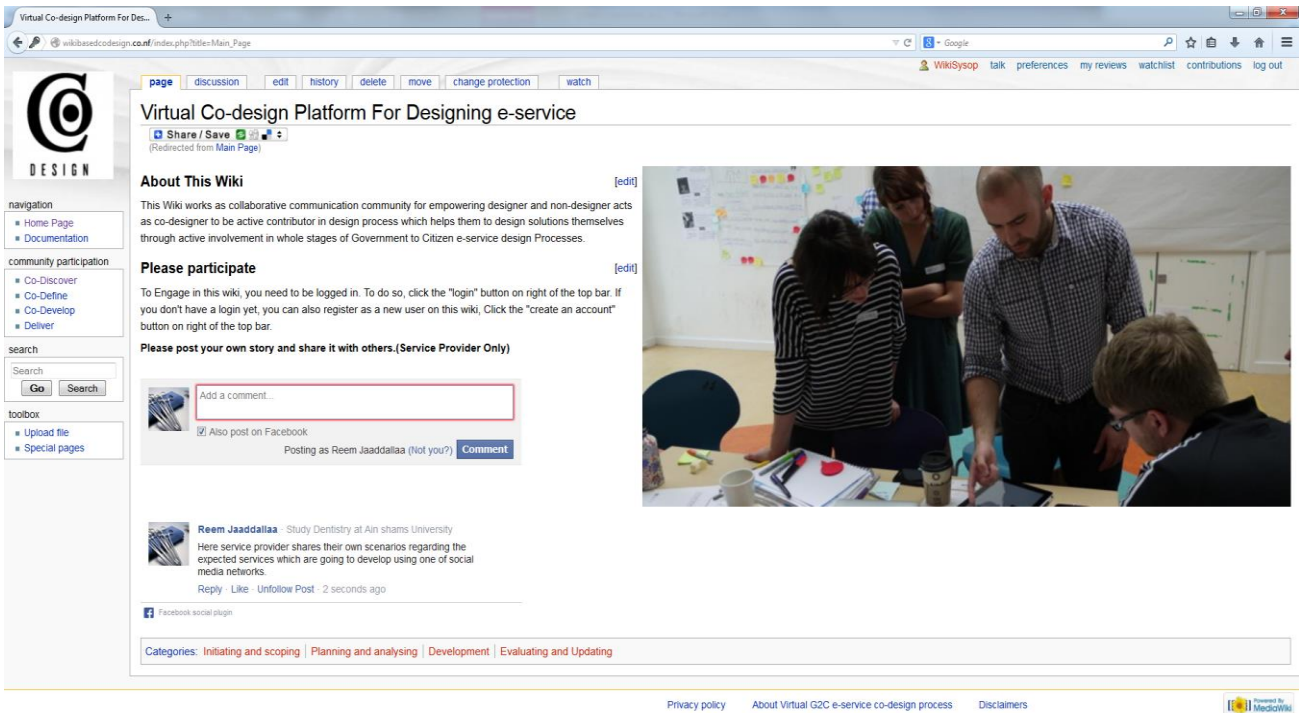 Virtual Co-design Platform For Des...
wikibasedcodesign.co.nf/index.php?title=Main_Page
Google
WikiSysop talk preferences my reviews watchlist contributions log out
page discussion edit history delete move change protection watch
DESIGN
Virtual Co-design Platform For Designing e-service
Share / Save
(Redirected from Main Page)
About This Wiki [edit]
This Wiki works as collaborative communication community for empowering designer and non-designer acts
as co-designer to be active contributor in design process which helps them to design solutions themselves
through active involvement in whole stages of Government to Citizen e-service design Processes.
Please participate [edit]
To Engage in this wiki, you need to be logged in. To do so, click the "login" button on right of the top bar. If
you don't have a login yet, you can also register as a new user on this wiki, Click the "create an account"
button on right of the top bar.
Please post your own story and share it with others.(Service Provider Only)
navigation
Home Page
Documentation
community participation
Co-Discover
Co-Define
Co-Develop
Deliver
search
Search
Go Search
toolbox
Upload file
Special pages
Add a comment...
Also post on Facebook
Posting as Reem Jaaddallaa (Not you?) Comment
Reem Jaaddallaa · Study Dentistry at Ain shams University
Here service provider shares their own scenarios regarding the
expected services which are going to develop using one of social
media networks.
Reply · Like · Unfollow Post · 2 seconds ago
Facebook social plugin
Categories: Initiating and scoping | Planning and analysing | Development | Evaluating and Updating
Privacy policy About Virtual G2C e-service co-design process Disclaimers
Powered By
MediaWiki